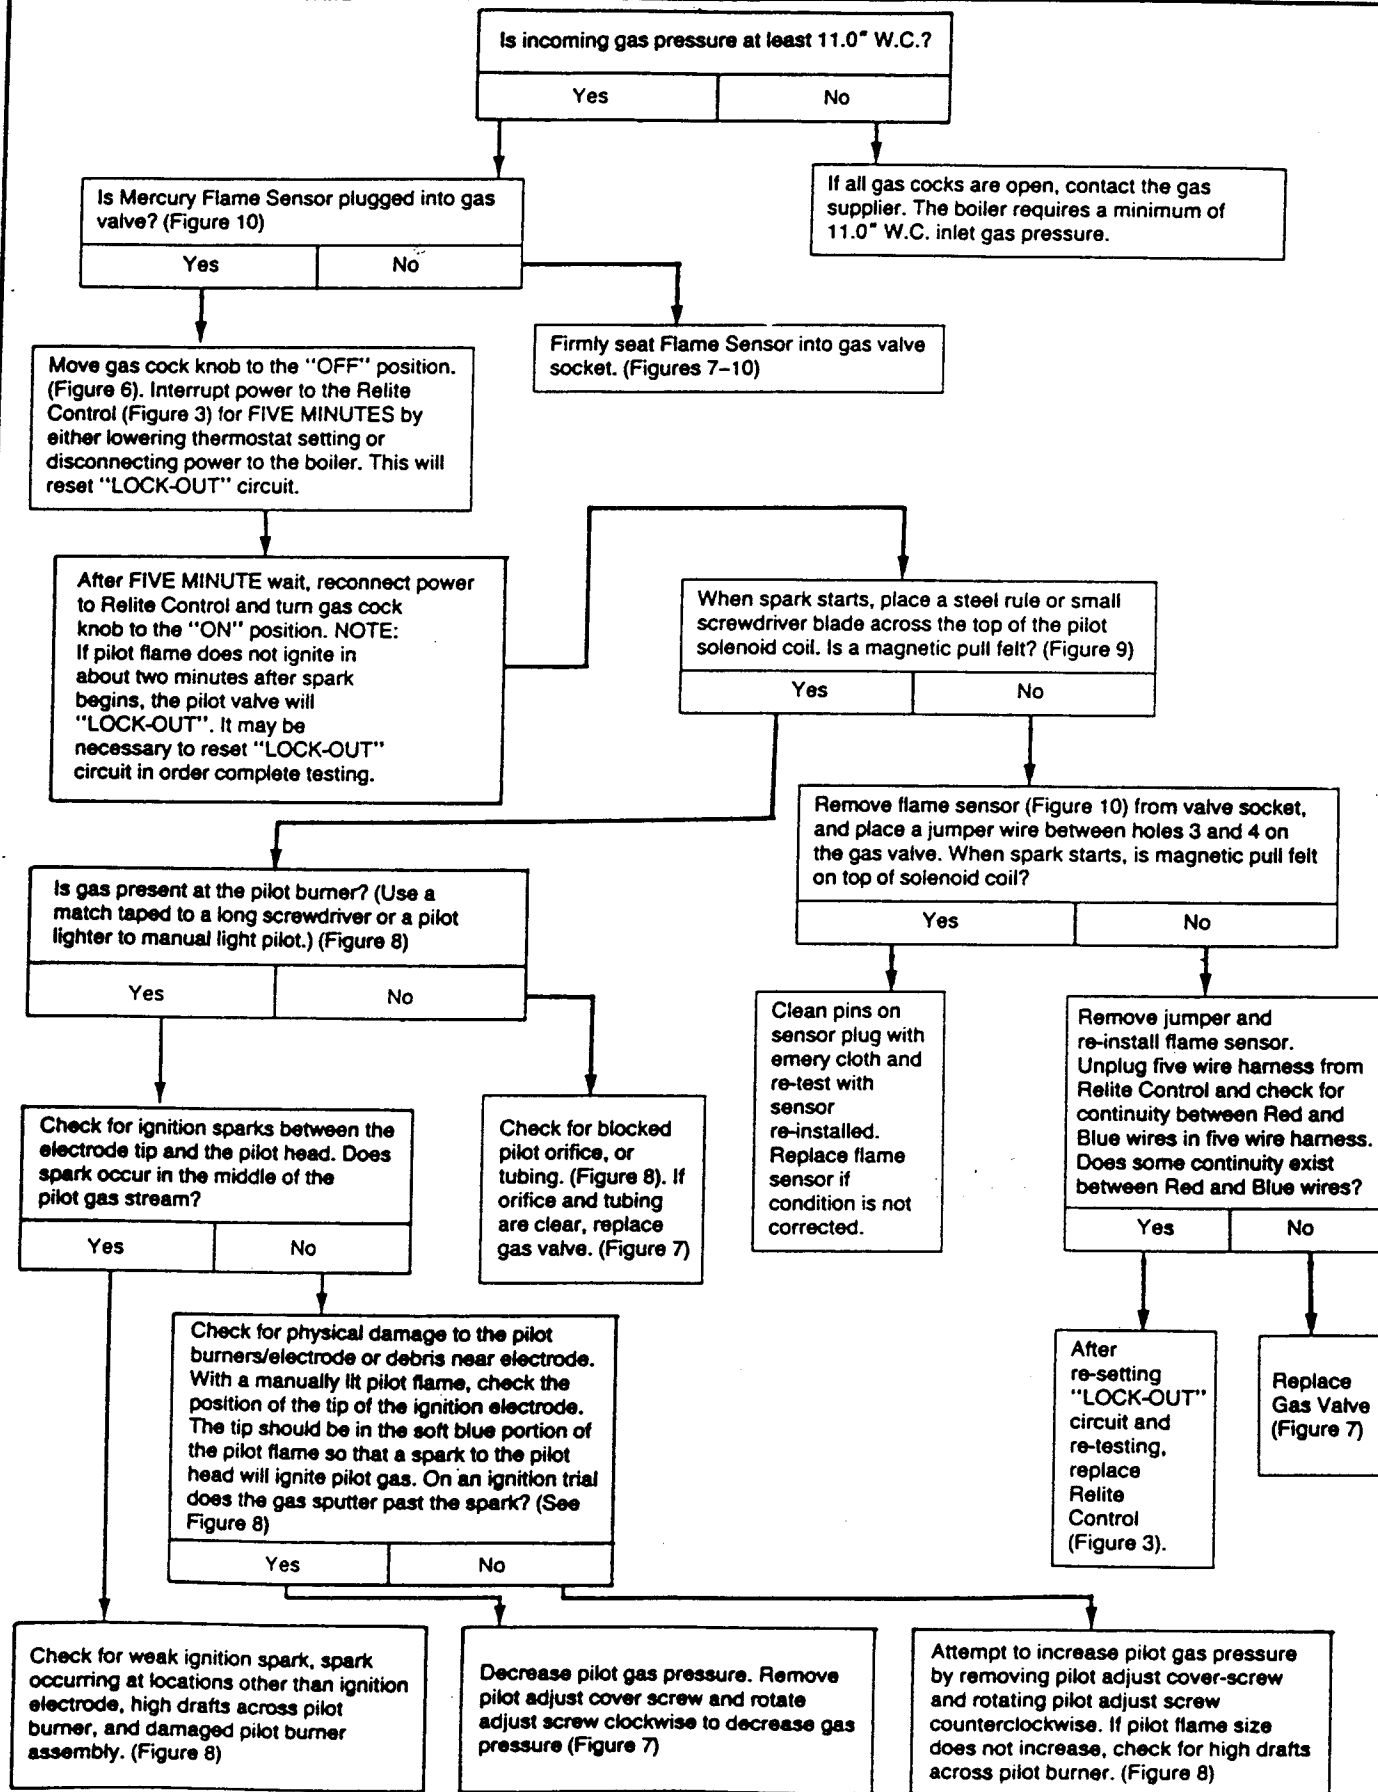 Is incoming gas pressure at least 11.0" W.C.?
Yes
No
If all gas cocks are open, contact the gas
supplier. The boiler requires a minimum of
11.0" W.C. inlet gas pressure.
Is Mercury Flame Sensor plugged into gas
valve? (Figure 10)
Yes
No
Firmly seat Flame Sensor into gas valve
socket. (Figures 7–10)
Move gas cock knob to the "OFF" position.
(Figure 6). Interrupt power to the Relite
Control (Figure 3) for FIVE MINUTES by
either lowering thermostat setting or
disconnecting power to the boiler. This will
reset "LOCK-OUT" circuit.
After FIVE MINUTE wait, reconnect power
to Relite Control and turn gas cock
knob to the "ON" position. NOTE:
If pilot flame does not ignite in
about two minutes after spark
begins, the pilot valve will
"LOCK-OUT". It may be
necessary to reset "LOCK-OUT"
circuit in order complete testing.
When spark starts, place a steel rule or small
screwdriver blade across the top of the pilot
solenoid coil. Is a magnetic pull felt? (Figure 9)
Yes
No
Remove flame sensor (Figure 10) from valve socket,
and place a jumper wire between holes 3 and 4 on
the gas valve. When spark starts, is magnetic pull felt
on top of solenoid coil?
Yes
No
Is gas present at the pilot burner? (Use a
match taped to a long screwdriver or a pilot
lighter to manual light pilot.) (Figure 8)
Yes
No
Clean pins on
sensor plug with
emery cloth and
re-test with
sensor
re-installed.
Replace flame
sensor if
condition is not
corrected.
Remove jumper and
re-install flame sensor.
Unplug five wire harness from
Relite Control and check for
continuity between Red and
Blue wires in five wire harness.
Does some continuity exist
between Red and Blue wires?
Yes
No
Check for ignition sparks between the
electrode tip and the pilot head. Does
spark occur in the middle of the
pilot gas stream?
Yes
No
Check for blocked
pilot orifice, or
tubing. (Figure 8). If
orifice and tubing
are clear, replace
gas valve. (Figure 7)
Check for physical damage to the pilot
burners/electrode or debris near electrode.
With a manually lit pilot flame, check the
position of the tip of the ignition electrode.
The tip should be in the soft blue portion of
the pilot flame so that a spark to the pilot
head will ignite pilot gas. On an ignition trial
does the gas sputter past the spark? (See
Figure 8)
Yes
No
After
re-setting
"LOCK-OUT"
circuit and
re-testing,
replace
Relite
Control
(Figure 3).
Replace
Gas Valve
(Figure 7)
Check for weak ignition spark, spark
occurring at locations other than ignition
electrode, high drafts across pilot
burner, and damaged pilot burner
assembly. (Figure 8)
Decrease pilot gas pressure. Remove
pilot adjust cover screw and rotate
adjust screw clockwise to decrease gas
pressure (Figure 7)
Attempt to increase pilot gas pressure
by removing pilot adjust cover-screw
and rotating pilot adjust screw
counterclockwise. If pilot flame size
does not increase, check for high drafts
across pilot burner. (Figure 8)